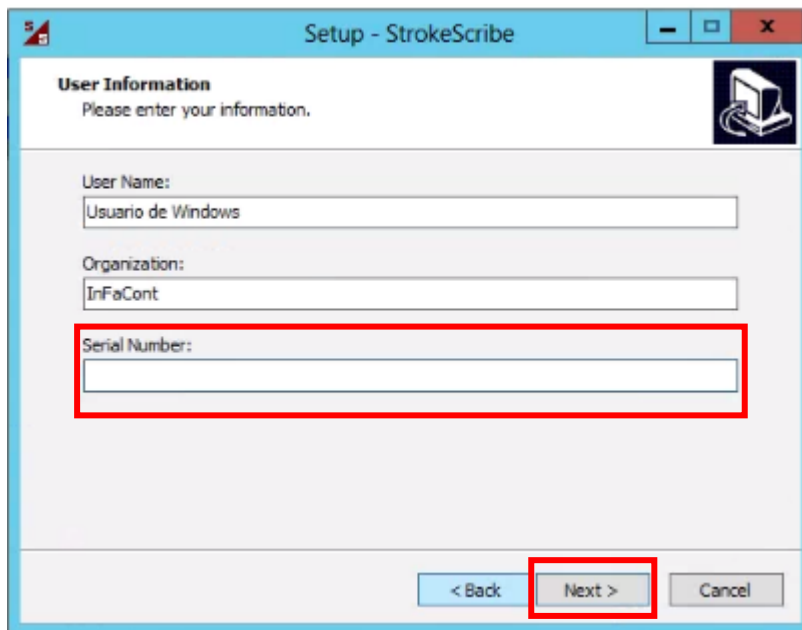 Setup - StrokeScribe
User Information
Please enter your information.
User Name:
Usuario de Windows
Organization:
InFaCont
Serial Number:
< Back
Next >
Cancel